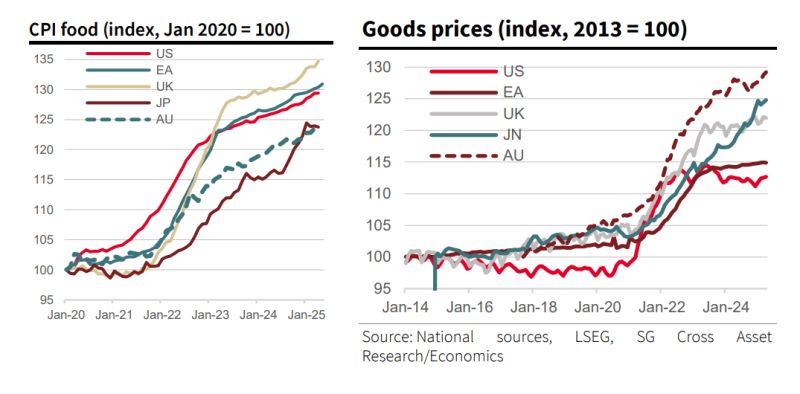 CPI food (index, Jan 2020 = 100)
135
130
125
120
115
110
105
100
95
US
EA
UK
JP
AU
Jan-20 Jan-21 Jan-22 Jan-23 Jan-24 Jan-25
Goods prices (index, 2013 = 100)
130
125
120
115
110
105
100
95
US
EA
UK
JN
AU
Jan-14 Jan-16 Jan-18 Jan-20 Jan-22 Jan-24
Source: National sources, LSEG, SG Cross Asset
Research/Economics